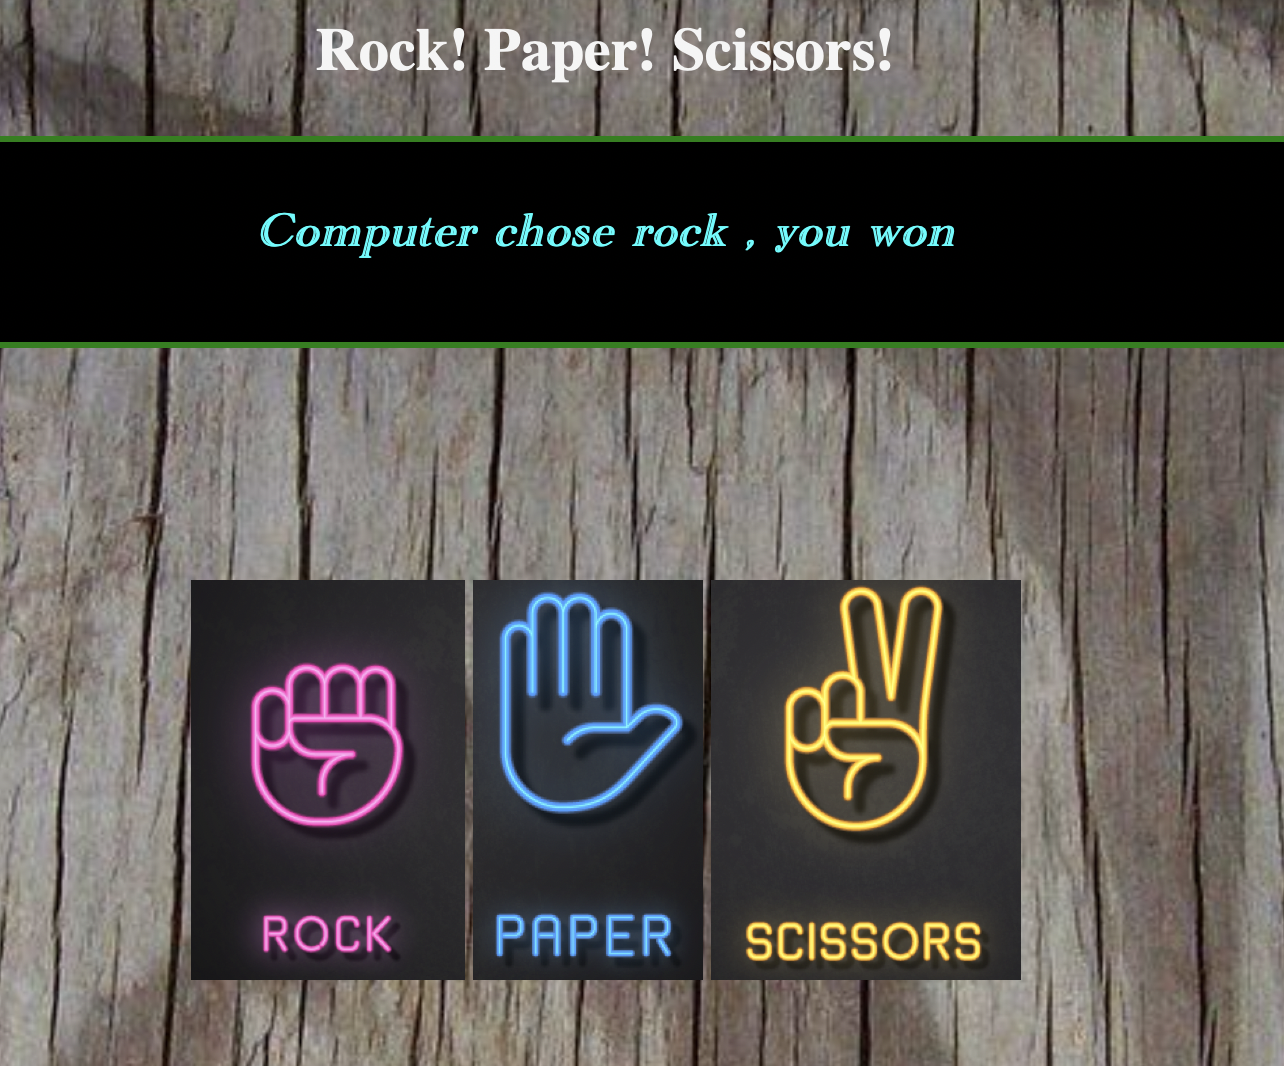 Rock! Paper! Scissors!
Computer chose rock , you won
ROCK
PAPER
SCISSORS